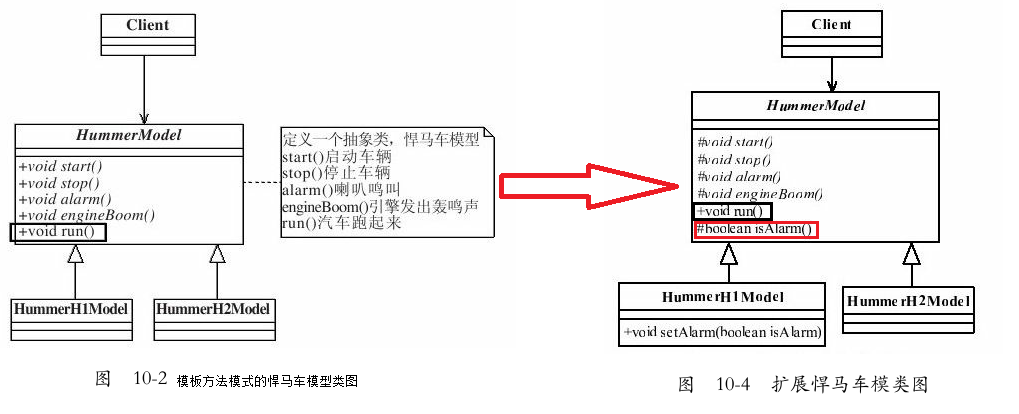 Client
HummerModel
+void start()
+void stop()
+void alarm()
+void engineBoom()
+void run()
定义一个抽象类，悍马车模型
start()启动车辆
stop()停止车辆
alarm()喇叭鸣叫
engineBoom()引擎发出轰鸣声
run()汽车跑起来
HummerH1Model
HummerH2Model
图 10-2 模板方法模式的悍马车模型类图
Client
HummerModel
#void start()
#void stop()
#void alarm()
#void engineBoom()
+void run()
#boolean isAlarm()
HummerH1Model
+void setAlarm(boolean isAlarm)
HummerH2Model
图 10-4 扩展悍马车模类图